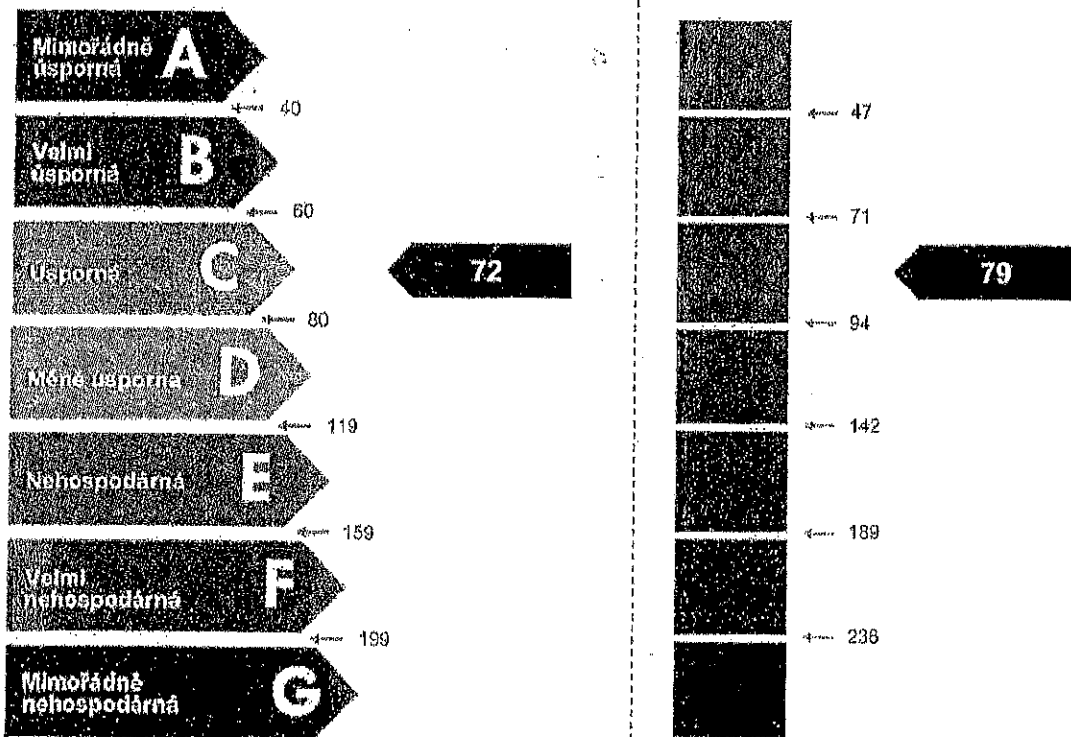 Mimořádně
úsporná
A
40
Velmi
úsporná
B
60
Úsporná
C
72
80
Méně úsporná
D
119
Nehospodárná
E
159
Velmi
nehospodárná
F
199
Mimořádně
nehospodárná
G
47
71
79
94
142
189
236